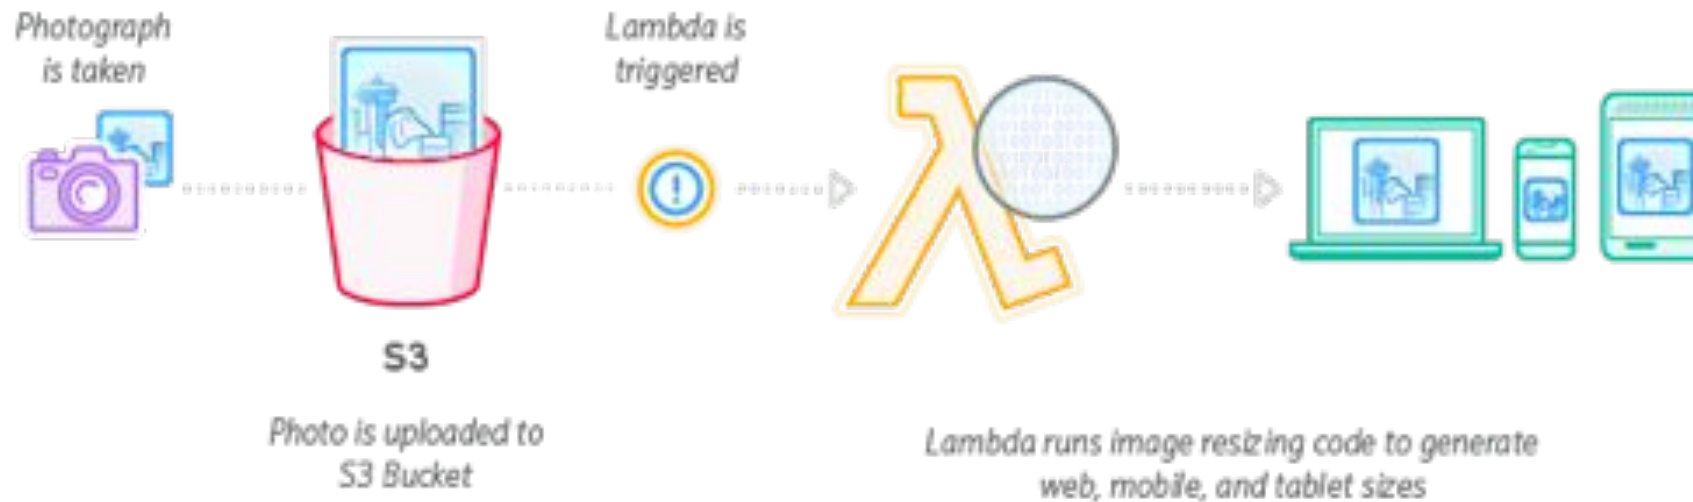 Photograph
is taken
Lambda is
triggered
S3
Photo is uploaded to
S3 Bucket
Lambda runs image resizing code to generate
web, mobile, and tablet sizes